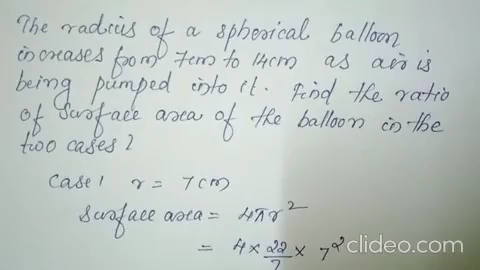 The radius of a spherical balloon
increases from 7cm to 14cm as air is
being pumped into it. Find the ratio
of surface area of the balloon in the
two cases?
Case 1 r = 7cm
Surface area = 4πr²
= 4 × 22/7 × 7²
clideo.com